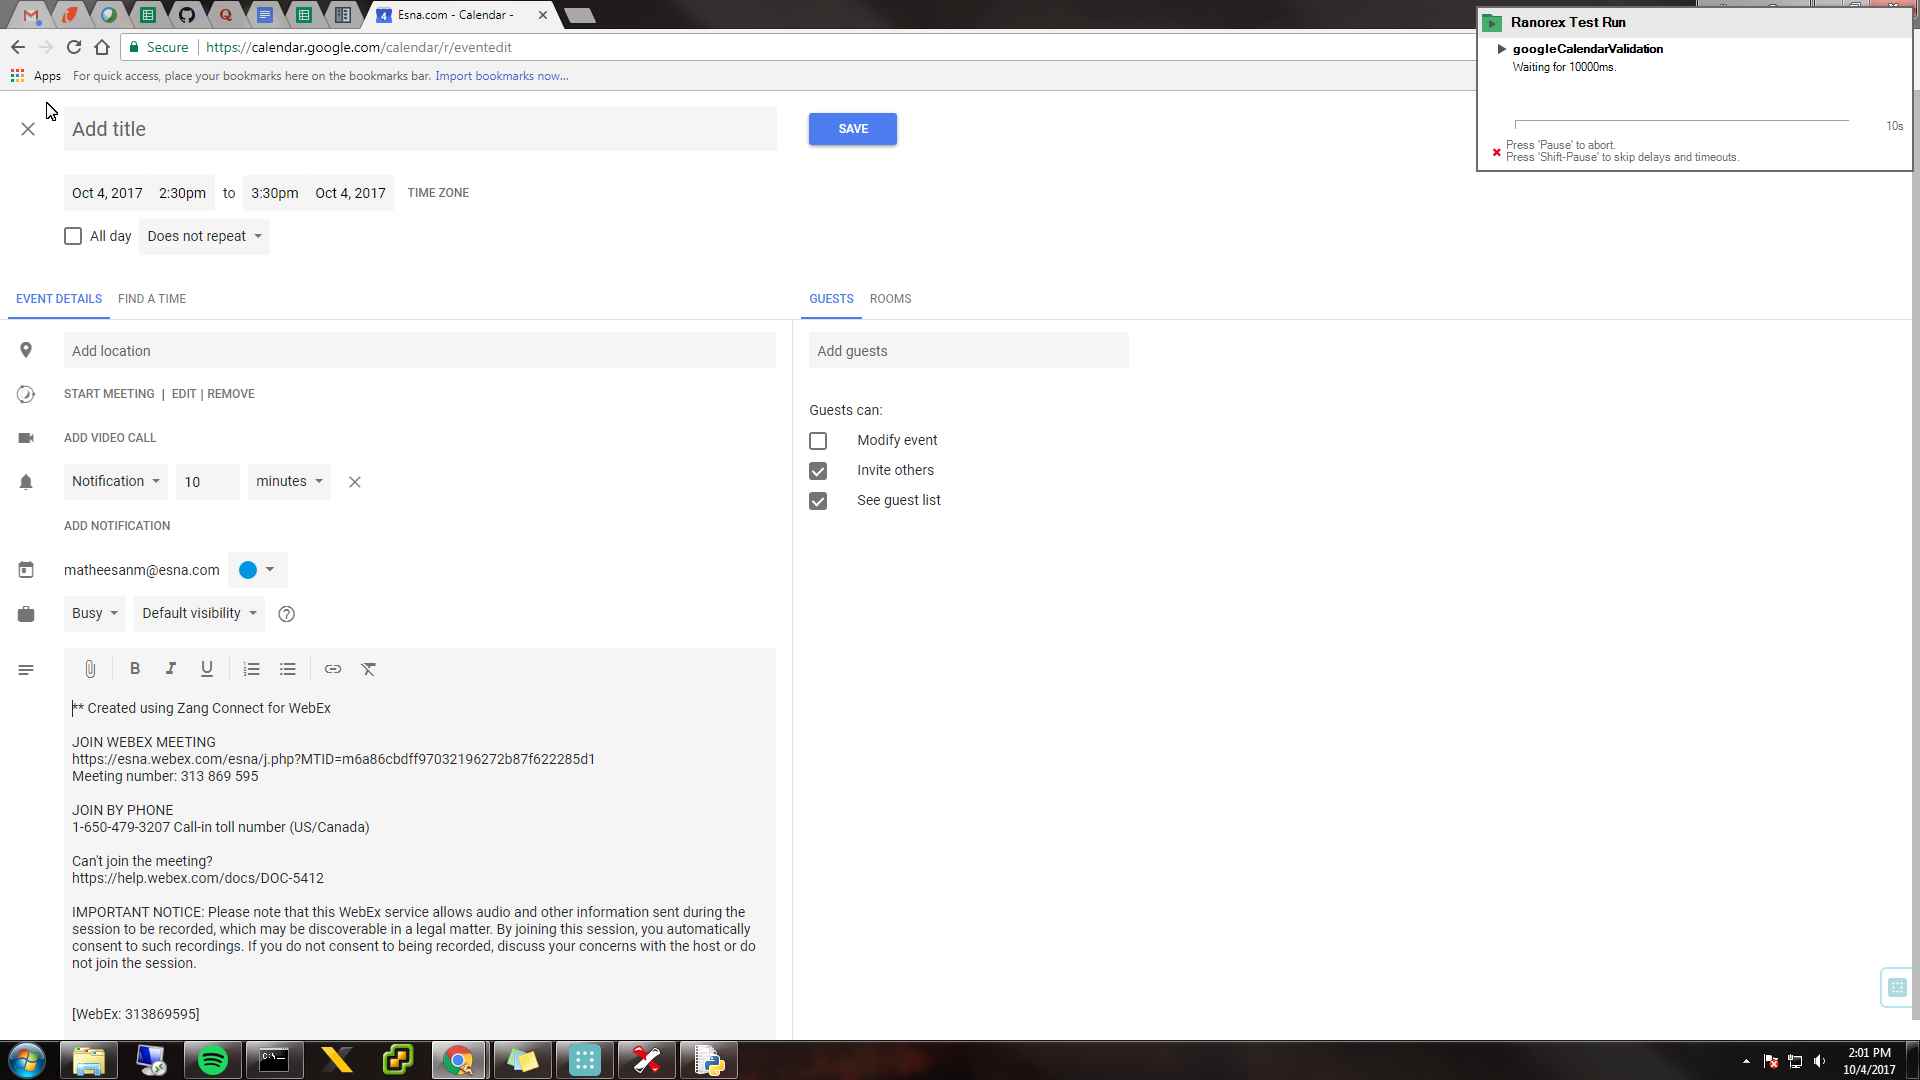 Esna.com - Calendar -
Secure
https://calendar.google.com/calendar/r/eventedit
Apps
For quick access, place your bookmarks here on the bookmarks bar. Import bookmarks now...
Ranorex Test Run
googleCalendarValidation
Waiting for 10000ms.
10s
Press 'Pause' to abort.
Press 'Shift-Pause' to skip delays and timeouts.
Add title
SAVE
Oct 4, 2017 2:30pm to 3:30pm Oct 4, 2017 TIME ZONE
All day Does not repeat
EVENT DETAILS FIND A TIME
GUESTS ROOMS
Add location
Add guests
START MEETING | EDIT | REMOVE
Guests can:
ADD VIDEO CALL
Modify event
Invite others
Notification 10 minutes
See guest list
ADD NOTIFICATION
matheesanm@esna.com
Busy Default visibility
** Created using Zang Connect for WebEx
JOIN WEBEX MEETING
https://esna.webex.com/esna/j.php?MTID=m6a86cbdff97032196272b87f622285d1
Meeting number: 313 869 595
JOIN BY PHONE
1-650-479-3207 Call-in toll number (US/Canada)
Can't join the meeting?
https://help.webex.com/docs/DOC-5412
IMPORTANT NOTICE: Please note that this WebEx service allows audio and other information sent during the
session to be recorded, which may be discoverable in a legal matter. By joining this session, you automatically
consent to such recordings. If you do not consent to being recorded, discuss your concerns with the host or do
not join the session.
[WebEx: 313869595]
2:01 PM
10/4/2017